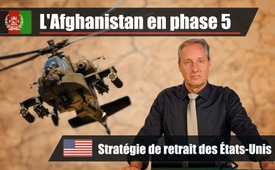 L'Afghanistan en phase 5
Stratégie de retrait des États-Unis